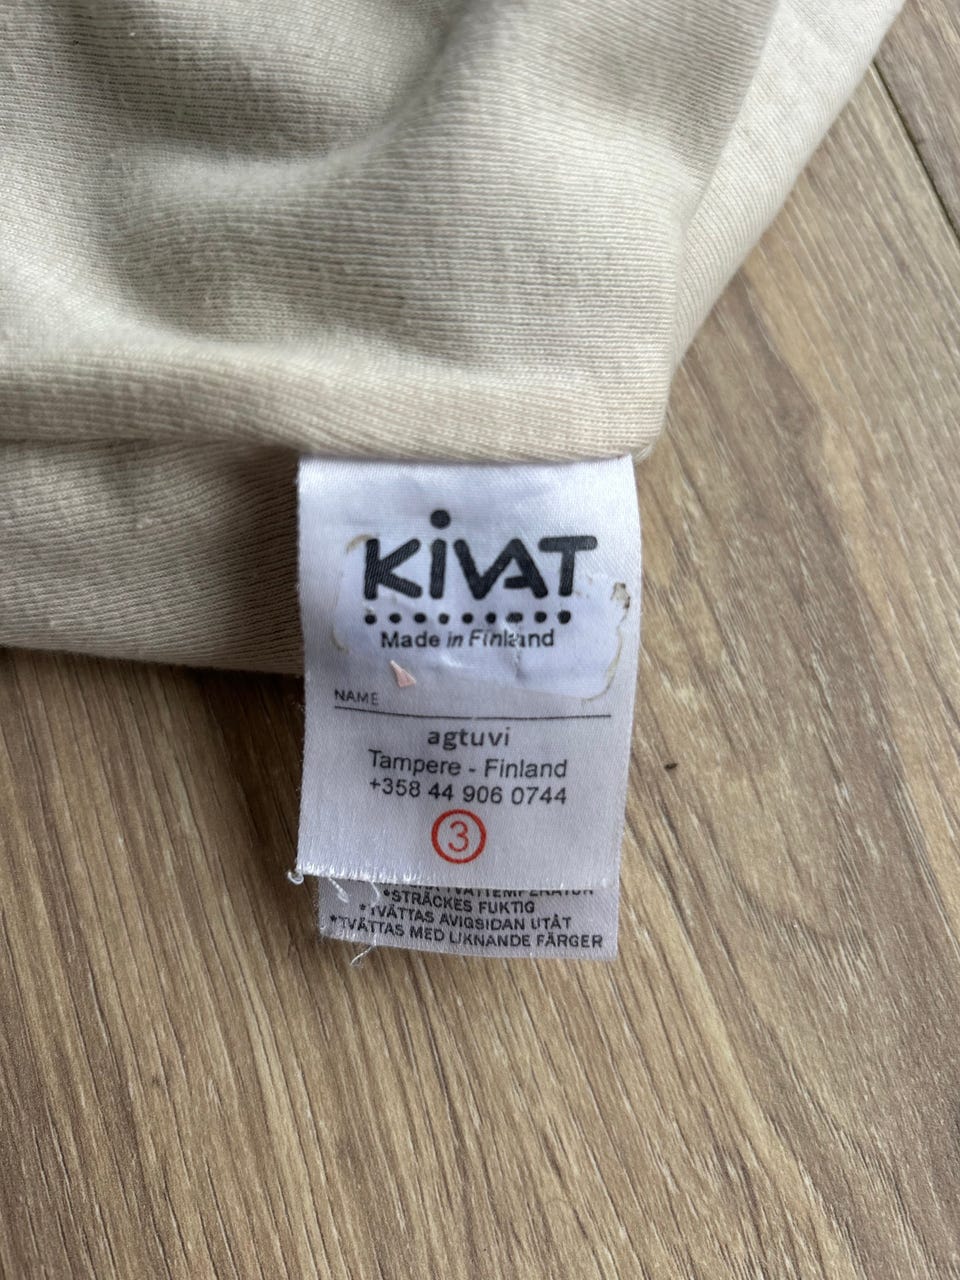 KIVAT
Made in Finland
NAME
agtuvi
Tampere - Finland
+358 44 906 0744
3
*STRÄCKES FUKTIG
*TVÄTTAS AVIGSIDAN UTÅT
*TVÄTTAS MED LIKNANDE FÄRGER